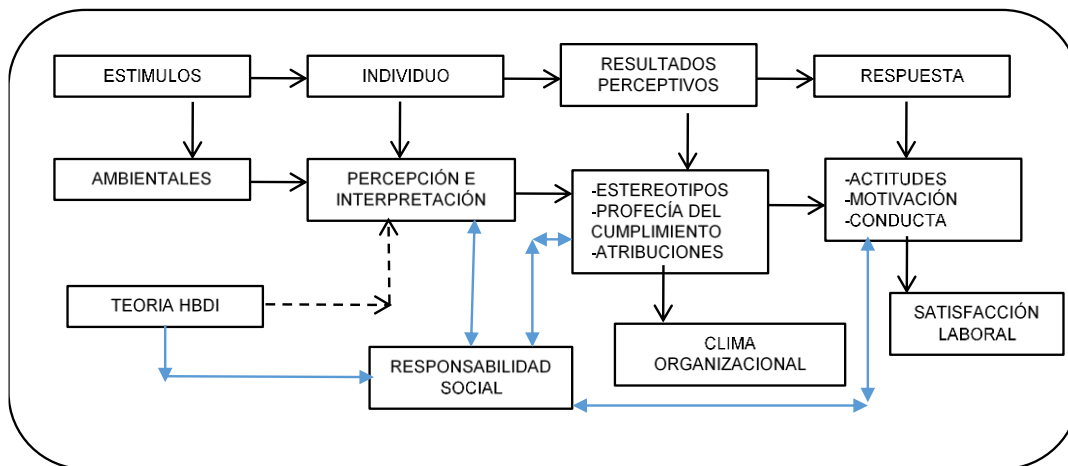 ESTIMULOS
INDIVIDUO
RESULTADOS
PERCEPTIVOS
RESPUESTA
AMBIENTALES
PERCEPCIÓN E
INTERPRETACIÓN
-ESTEREOTIPOS
-PROFECÍA DEL
CUMPLIMIENTO
-ATRIBUCIONES
-ACTITUDES
-MOTIVACIÓN
-CONDUCTA
TEORIA HBDI
RESPONSABILIDAD
SOCIAL
CLIMA
ORGANIZACIONAL
SATISFACCIÓN
LABORAL